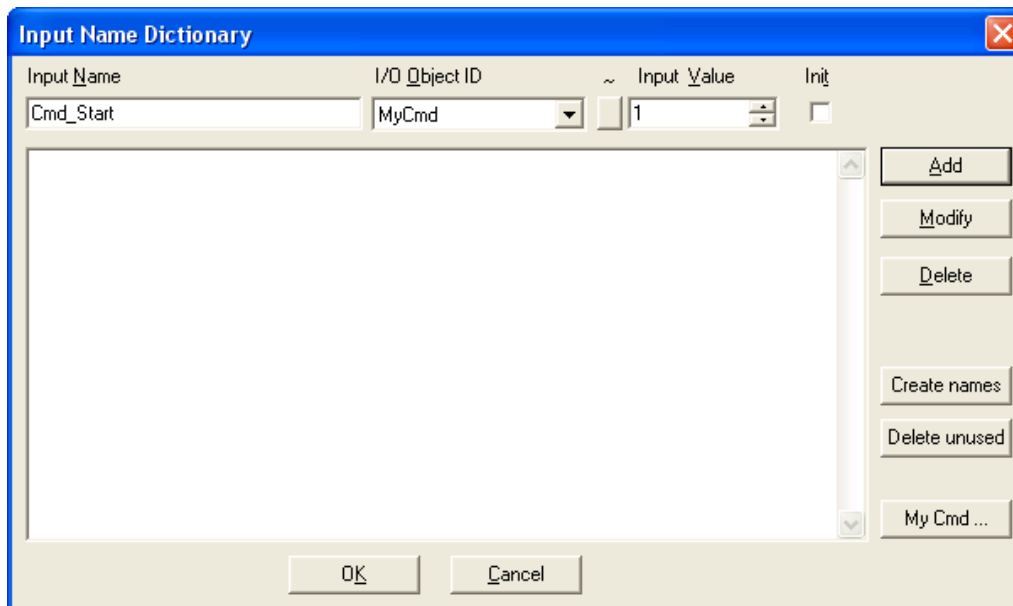 Input Name Dictionary
Input Name I/O Object ID ~ Input Value Init
Cmd_Start MyCmd 1
Add
Modify
Delete
Create names
Delete unused
My Cmd ...
OK Cancel